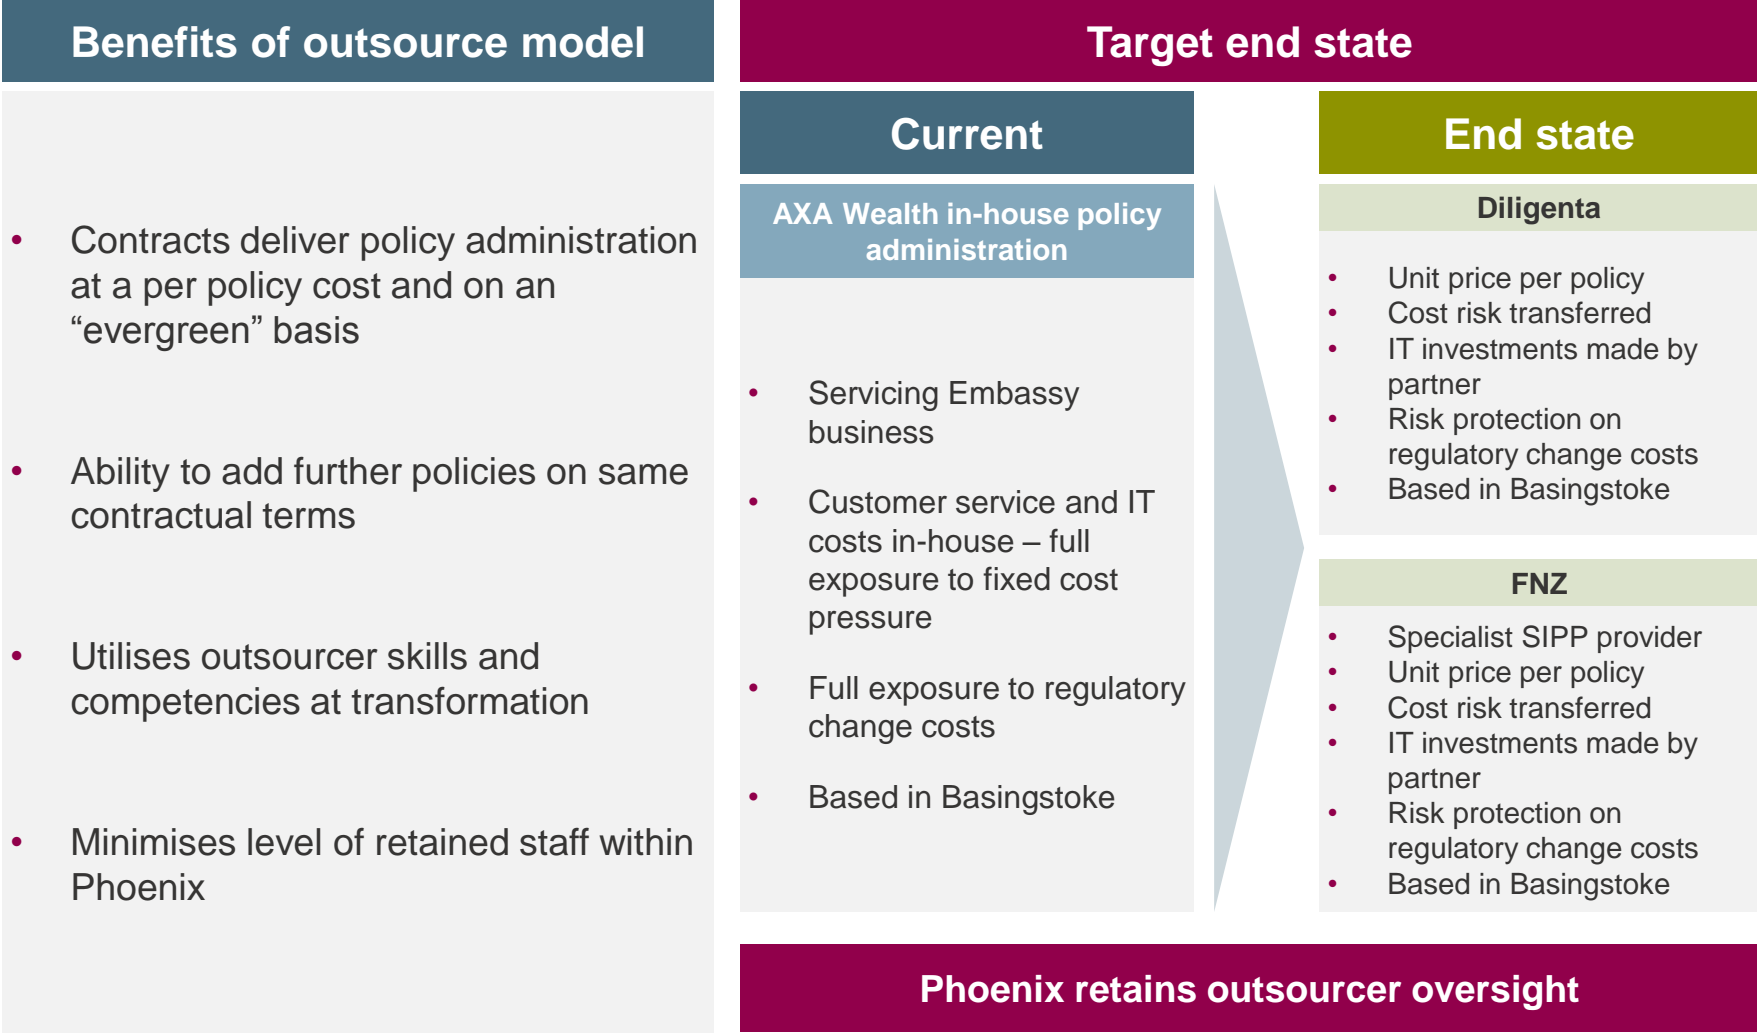 Benefits of outsource model
• Contracts deliver policy administration
at a per policy cost and on an
“evergreen” basis
• Ability to add further policies on same
contractual terms
• Utilises outsourcer skills and
competencies at transformation
• Minimises level of retained staff within
Phoenix
Target end state
Current
AXA Wealth in-house policy
administration
• Servicing Embassy
business
• Customer service and IT
costs in-house – full
exposure to fixed cost
pressure
• Full exposure to regulatory
change costs
• Based in Basingstoke
End state
Diligenta
• Unit price per policy
• Cost risk transferred
• IT investments made by
partner
• Risk protection on
regulatory change costs
• Based in Basingstoke
FNZ
• Specialist SIPP provider
• Unit price per policy
• Cost risk transferred
• IT investments made by
partner
• Risk protection on
regulatory change costs
• Based in Basingstoke
Phoenix retains outsourcer oversight